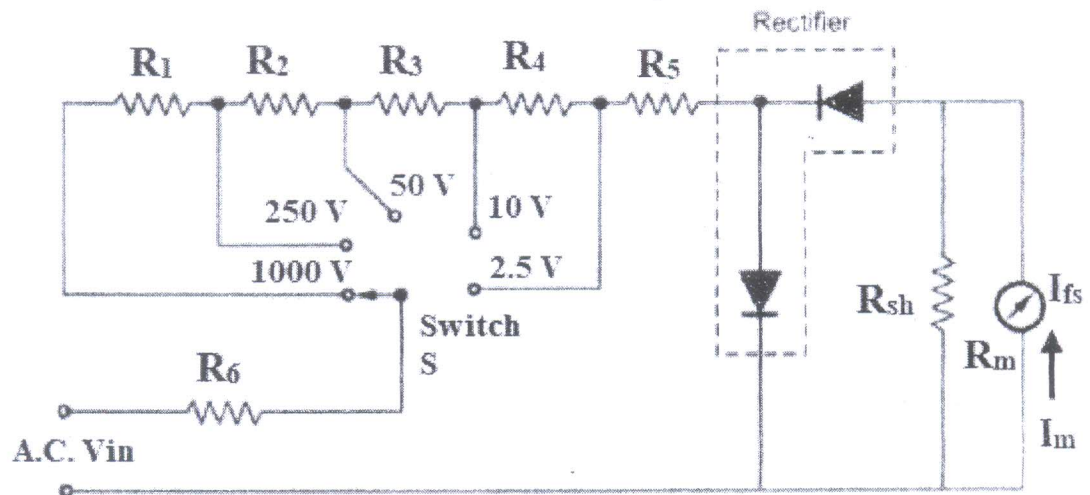 Rectifier
R1 R2 R3 R4 R5
50 V
250 V 10 V
1000 V 2.5 V
Switch
S
Rsh
Ifs
Rm
R6
Im
A.C. Vin